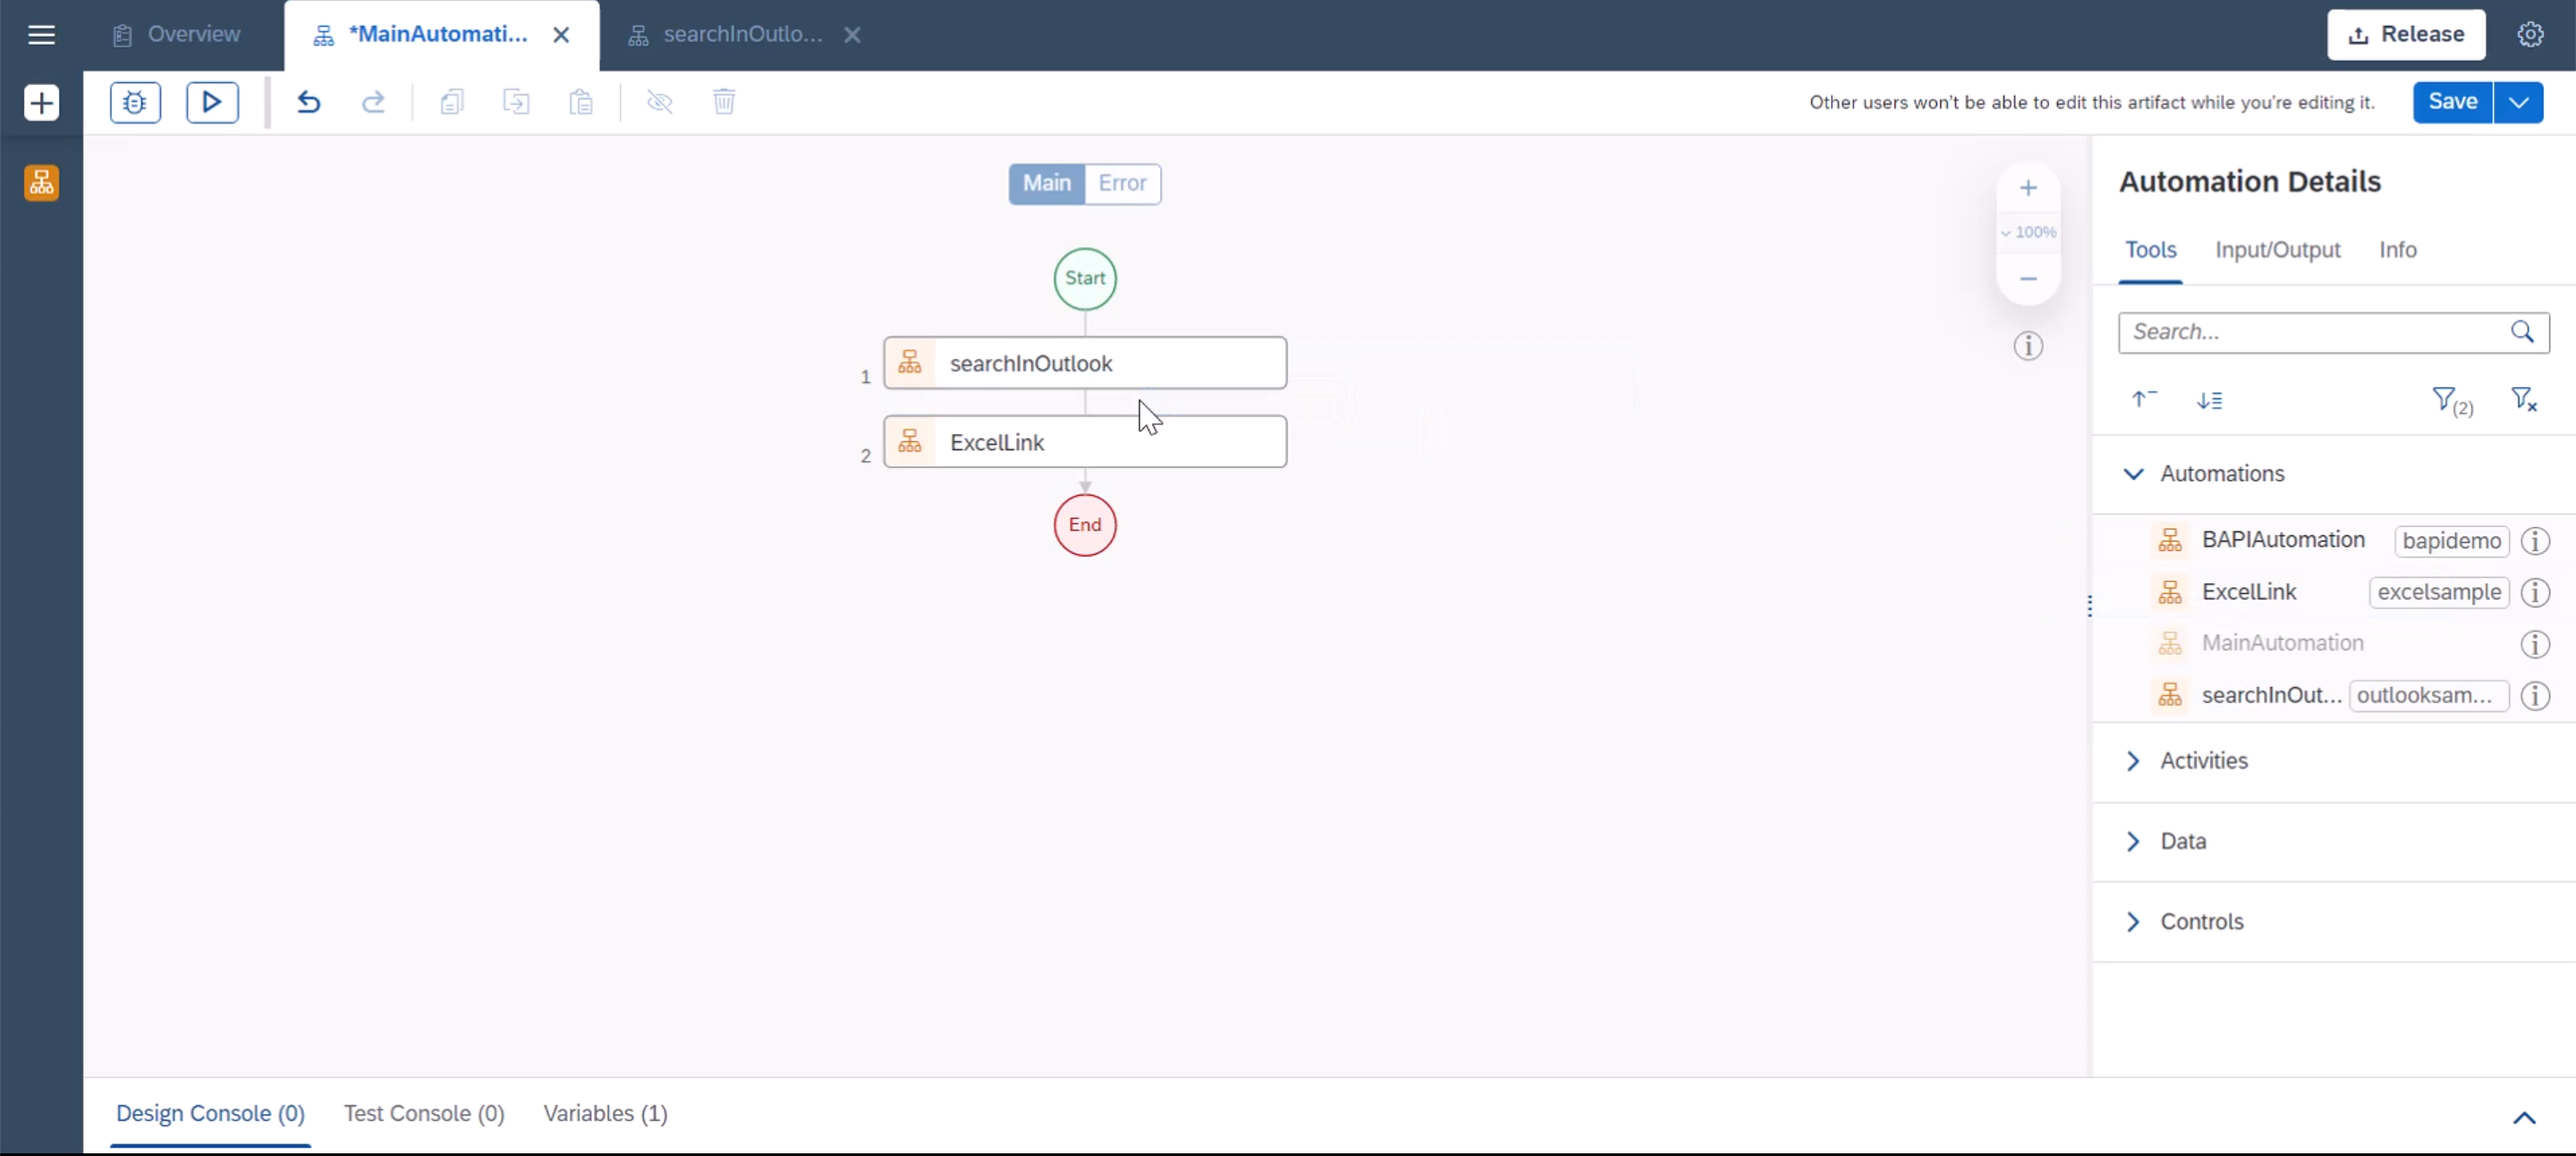 Overview
*MainAutomati...
searchInOutlo...
Release
Other users won't be able to edit this artifact while you're editing it.
Save
Main
Error
100%
Start
1
searchInOutlook
2
ExcelLink
End
Automation Details
Tools
Input/Output
Info
Search...
(2)
Automations
BAPIAutomation
bapidemo
ExcelLink
excelsample
MainAutomation
searchInOut...
outlooksam...
Activities
Data
Controls
Design Console (0)
Test Console (0)
Variables (1)